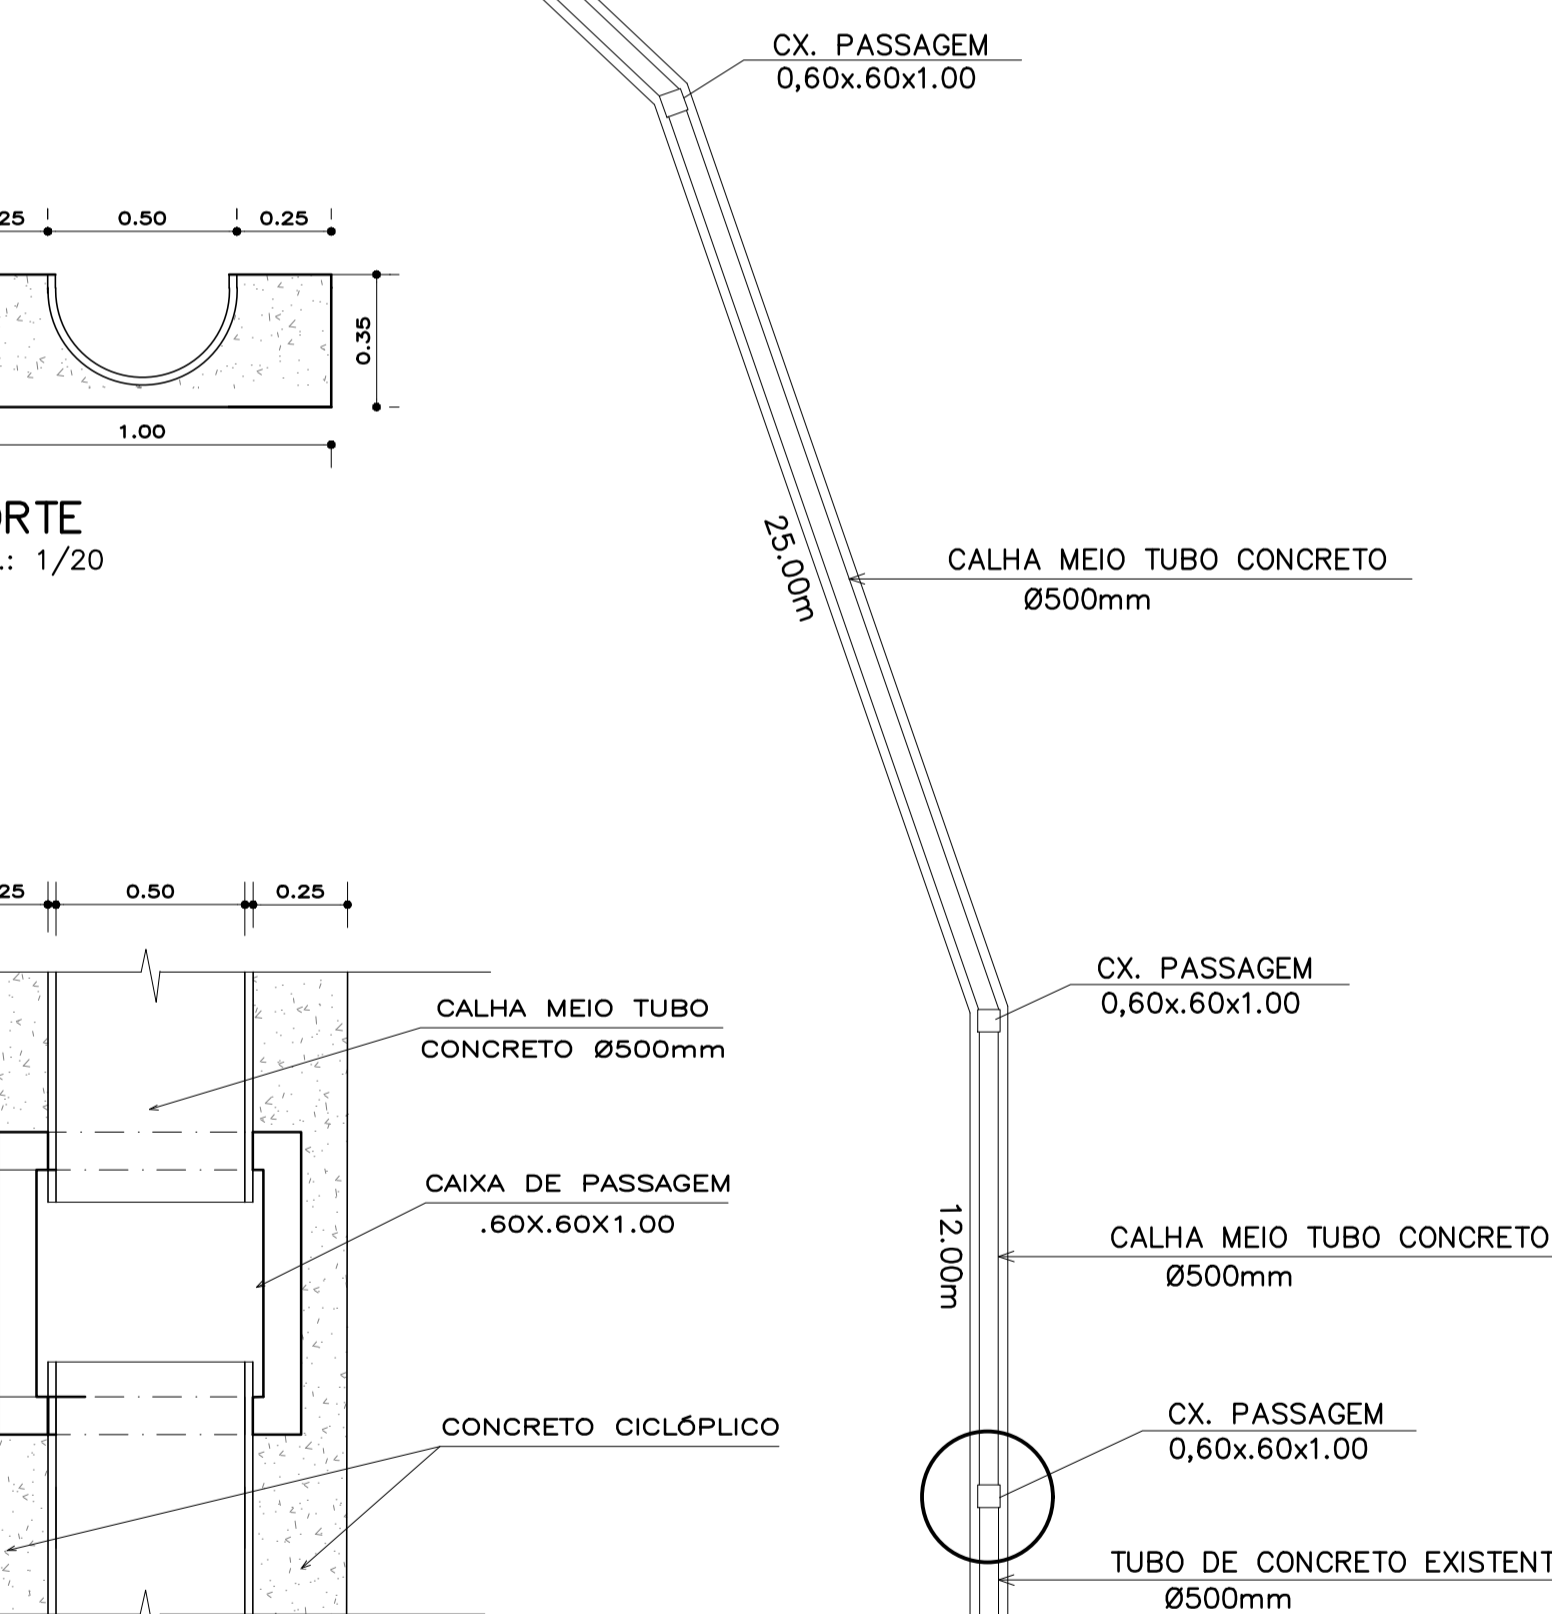 CX. PASSAGEM
0,60x.60x1.00
25
0.50
0.25
0.35
1.00
ORTE
.: 1/20
25.00m
CALHA MEIO TUBO CONCRETO
Ø500mm
25
0.50
0.25
CX. PASSAGEM
0,60x.60x1.00
CALHA MEIO TUBO
CONCRETO Ø500mm
CAIXA DE PASSAGEM
.60X.60X1.00
12.00m
CALHA MEIO TUBO CONCRETO
Ø500mm
CX. PASSAGEM
0,60x.60x1.00
CONCRETO CICLÓPLICO
TUBO DE CONCRETO EXISTENT
Ø500mm